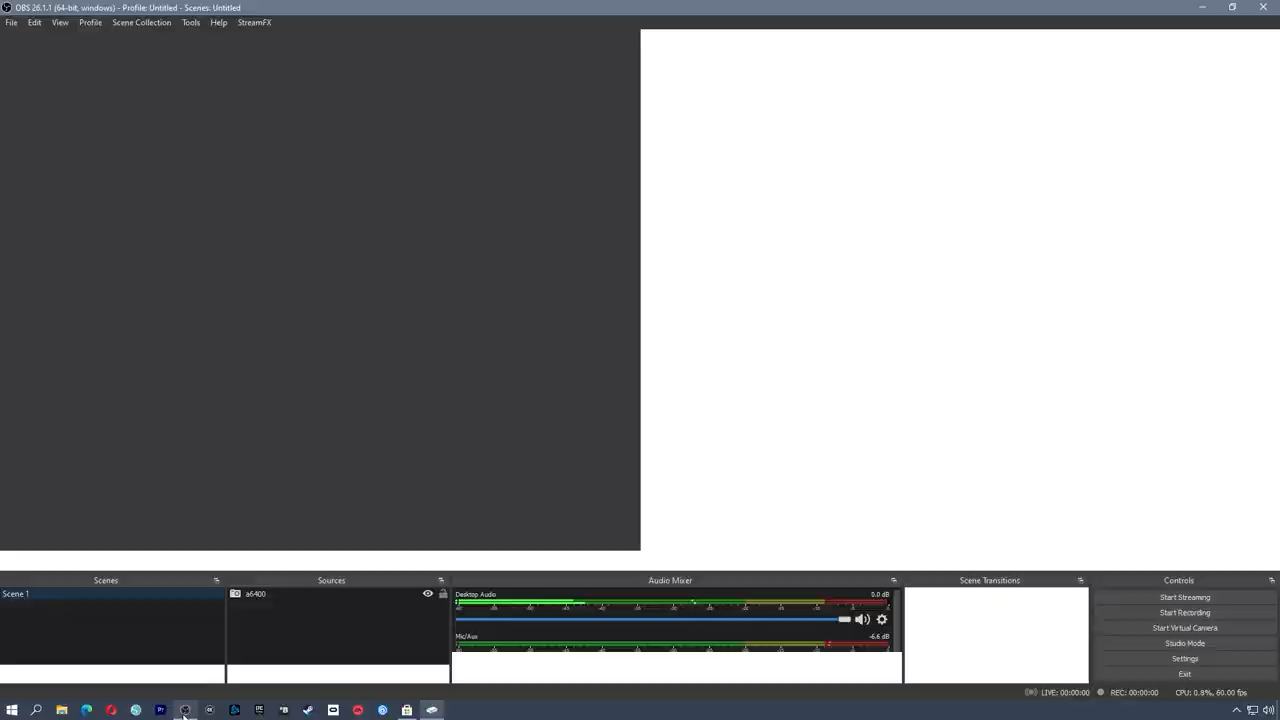 OBS 26.1.1 (64-bit, windows) - Profile: Untitled - Scenes: Untitled
File Edit View Profile Scene Collection Tools Help StreamFX
Scenes Sources Audio Mixer Scene Transitions Controls
Scene 1
a6400
Desktop Audio 0.0 dB
Mic/Aux -6.6 dB
Start Streaming
Start Recording
Start Virtual Camera
Studio Mode
Settings
Exit
LIVE: 00:00:00 REC: 00:00:00 CPU: 0.8%, 60.00 fps
Pr